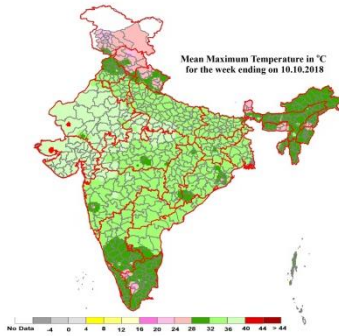 Mean Maximum Temperature in °C
for the week ending on 10.10.2018
No Data -4 0 4 8 12 16 20 24 28 32 36 40 44 > 44